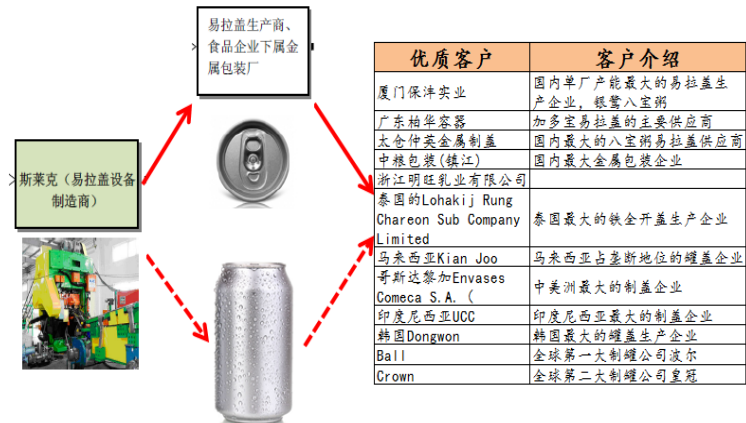 易拉盖生产商、
食品企业下属金
属包装厂
斯莱克（易拉盖设备
制造商）
优质客户 客户介绍
厦门保沣实业 国内单厂产能最大的易拉盖生
产企业，银鹭八宝粥
广东柏华容器 加多宝易拉盖的主要供应商
太仓仲英金属制盖 国内最大的八宝粥易拉盖供应商
中粮包装(镇江) 国内最大金属包装企业
浙江明旺乳业有限公司
泰国的Lohakij Rung
Chareon Sub Company
Limited
泰国最大的铁全开盖生产企业
马来西亚Kian Joo 马来西亚占垄断地位的罐盖企业
哥斯达黎加Envases
Comeca S.A. (
中美洲最大的制盖企业
印度尼西亚UCC 印度尼西亚最大的制盖企业
韩国Dongwon 韩国最大的罐盖生产企业
Ball 全球第一大制罐公司波尔
Crown 全球第二大制罐公司皇冠